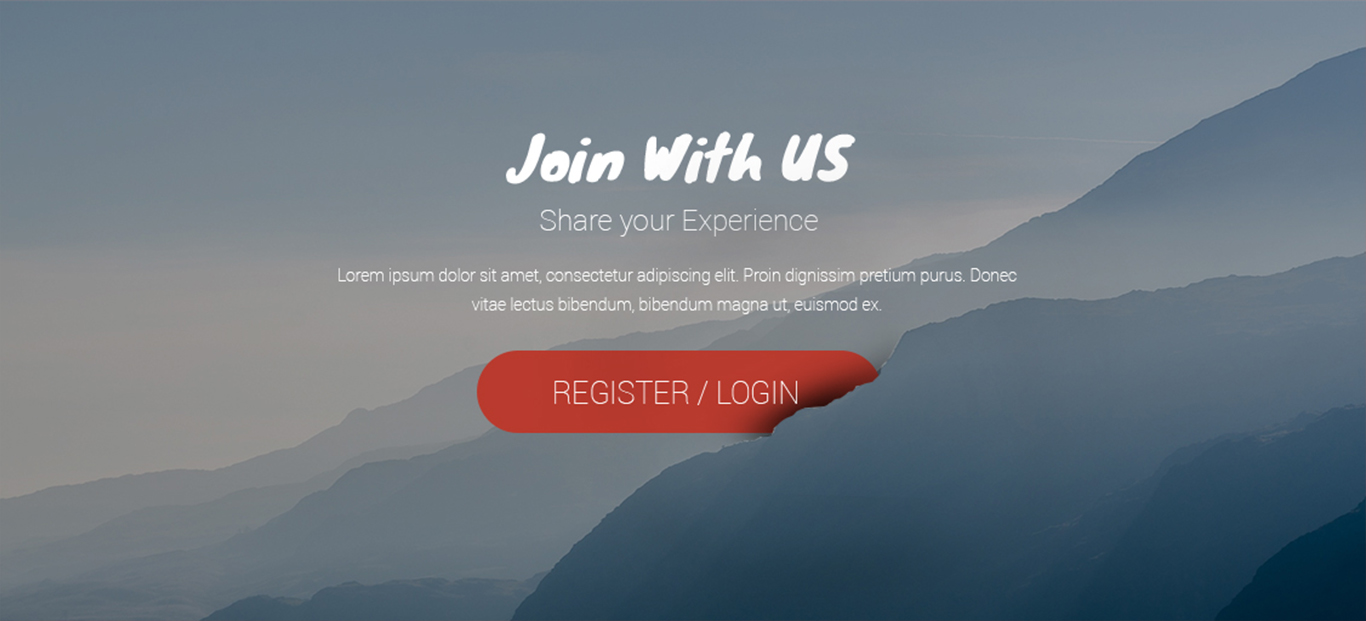 Join With US
Share your Experience
Lorem ipsum dolor sit amet, consectetur adipiscing elit. Proin dignissim pretium purus. Donec
vitae lectus bibendum, bibendum magna ut, euismod ex.
REGISTER / LOGIN